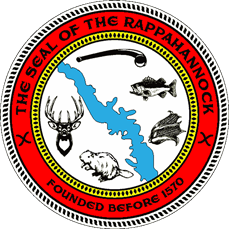 THE SEAL OF THE RAPPAHANNOCK
FOUNDED BEFORE 1570